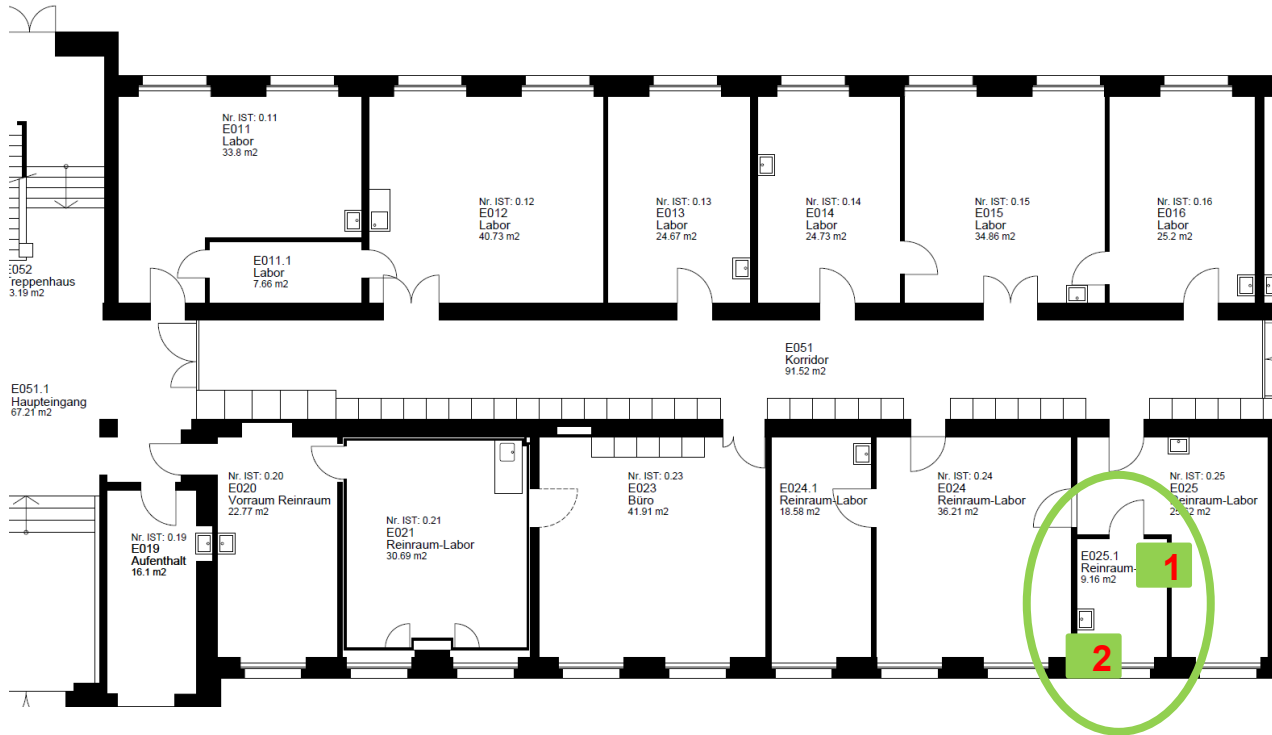 Nr. IST: 0.11
E011
Labor
33.8 m2
Nr. IST: 0.12
E012
Labor
40.73 m2
Nr. IST: 0.13
E013
Labor
24.67 m2
Nr. IST: 0.14
E014
Labor
24.73 m2
Nr. IST: 0.15
E015
Labor
34.86 m2
Nr. IST: 0.16
E016
Labor
25.2 m2
E011.1
Labor
7.66 m2
E052
Treppenhaus
3.19 m2
E051
Korridor
91.52 m2
E051.1
Haupteingang
67.21 m2
Nr. IST: 0.20
E020
Vorraum Reinraum
22.77 m2
Nr. IST: 0.21
E021
Reinraum-Labor
30.69 m2
Nr. IST: 0.23
E023
Büro
41.91 m2
E024.1
Reinraum-Labor
18.58 m2
Nr. IST: 0.24
E024
Reinraum-Labor
36.21 m2
Nr. IST: 0.25
E025
Reinraum-Labor
Nr. IST: 0.19
E019
Aufenthalt
16.1 m2
E025.1
Reinraum-
9.16 m2
1
2